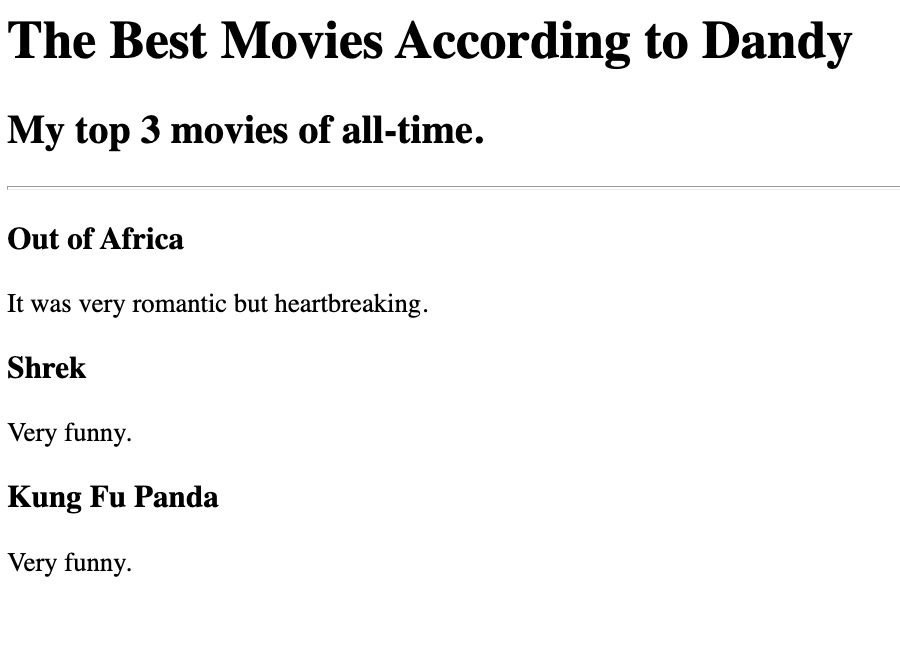 The Best Movies According to Dandy
My top 3 movies of all-time.
Out of Africa
It was very romantic but heartbreaking.
Shrek
Very funny.
Kung Fu Panda
Very funny.